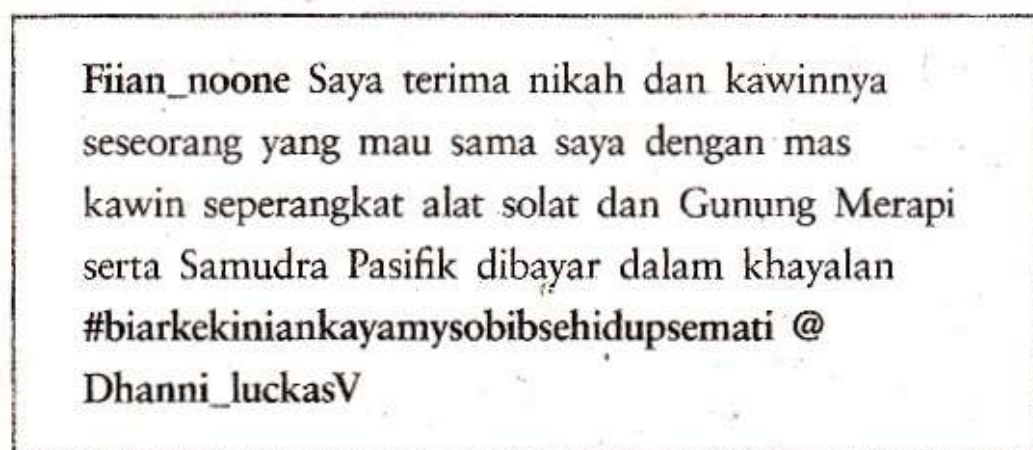 Fiian_noone Saya terima nikah dan kawinnya
seseorang yang mau sama saya dengan mas
kawin seperangkat alat solat dan Gunung Merapi
serta Samudra Pasifik dibayar dalam khayalan
#biarkekiniankayamysobibsehidupsemati @
Dhanni_luckasV